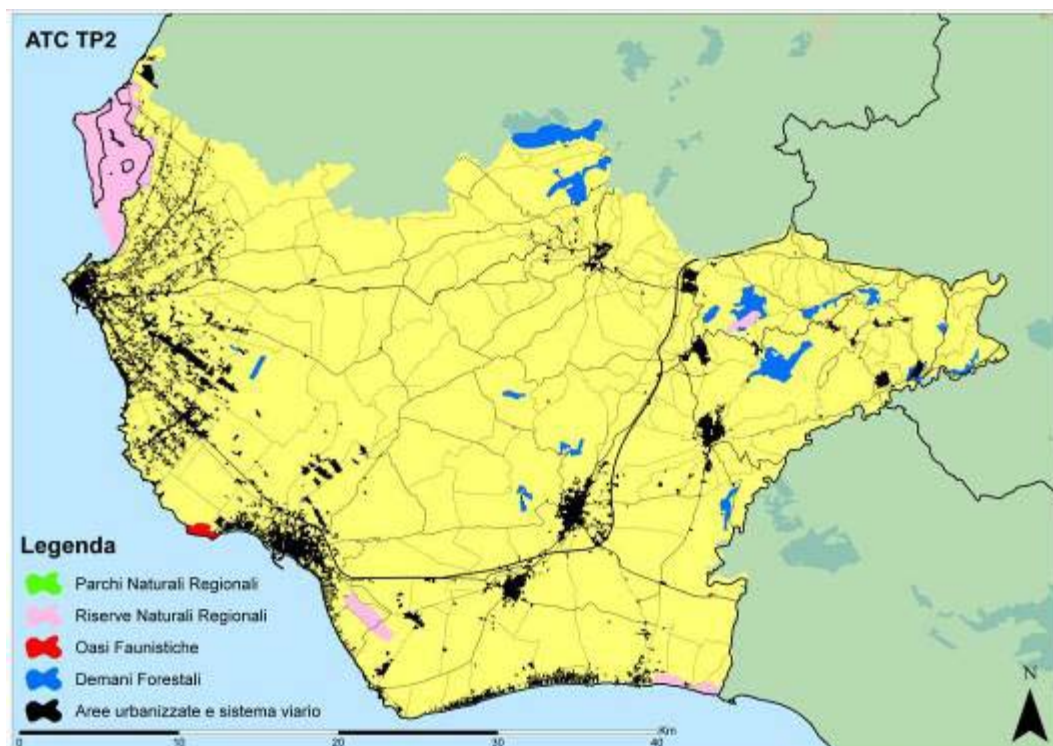 ATC TP2
Legenda
Parchi Naturali Regionali
Riserve Naturali Regionali
Oasi Faunistiche
Demani Forestali
Aree urbanizzate e sistema viario
N
Km
0 10 20 30 40